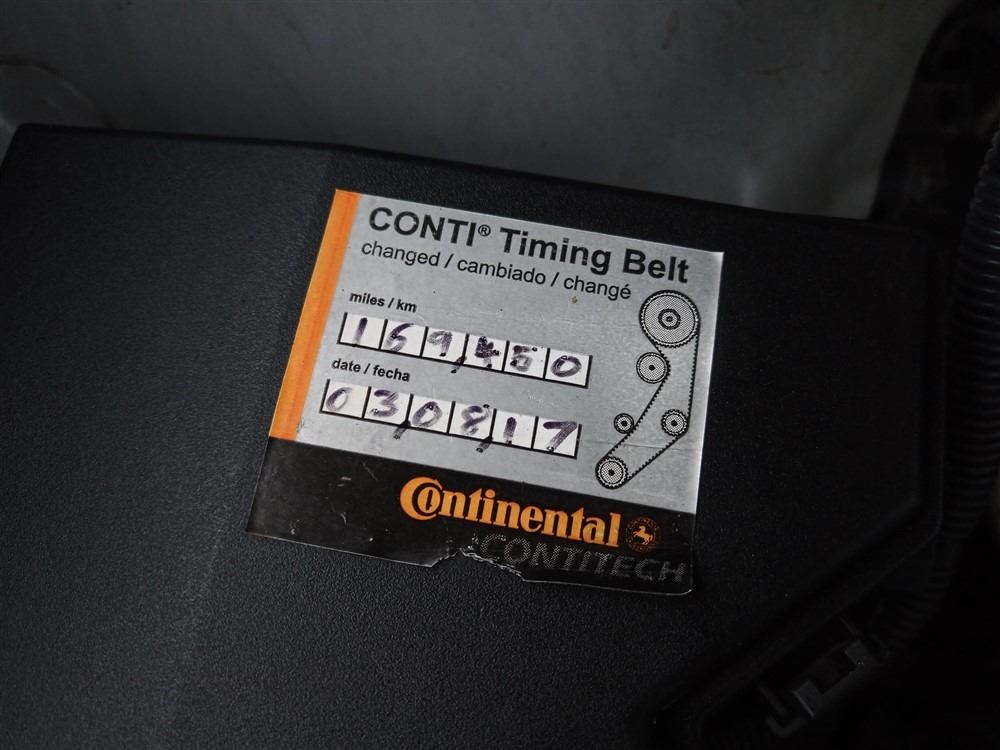 CONTI® Timing Belt
changed / cambiado / changé
miles / km
169,450
date / fecha
03,08,17
Continental
CONTITECH